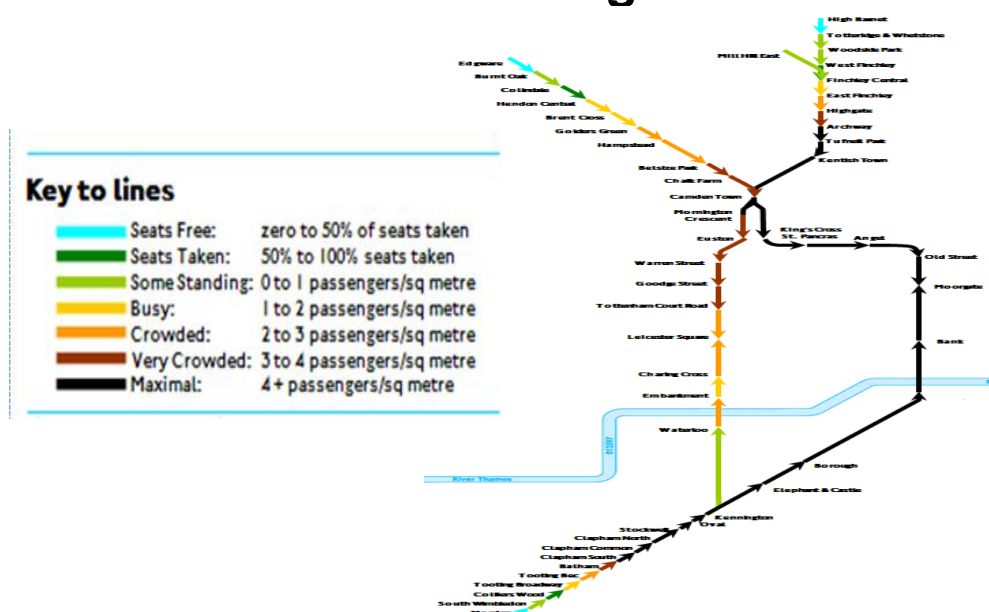 High Barnet
Totteridge & Whetstone
Woodside Park
Mill Hill East
West Finchley
Finchley Central
East Finchley
Highgate
Archway
Tufnell Park
Kentish Town
Edgware
Burnt Oak
Colindale
Hendon Central
Brent Cross
Golders Green
Hampstead
Belsize Park
Chalk Farm
Camden Town
Mornington
Crescent
Euston
King's Cross
St. Pancras
Angel
Old Street
Moorgate
Bank
Warren Street
Goodge Street
Tottenham Court Road
Leicester Square
Charing Cross
Embankment
Waterloo
River Thames
Borough
Elephant & Castle
Kennington
Oval
Stockwell
Clapham North
Clapham Common
Clapham South
Balham
Tooting Bec
Tooting Broadway
Colliers Wood
South Wimbledon
Key to lines
Seats Free: zero to 50% of seats taken
Seats Taken: 50% to 100% seats taken
Some Standing: 0 to 1 passengers/sq metre
Busy: 1 to 2 passengers/sq metre
Crowded: 2 to 3 passengers/sq metre
Very Crowded: 3 to 4 passengers/sq metre
Maximal: 4+ passengers/sq metre